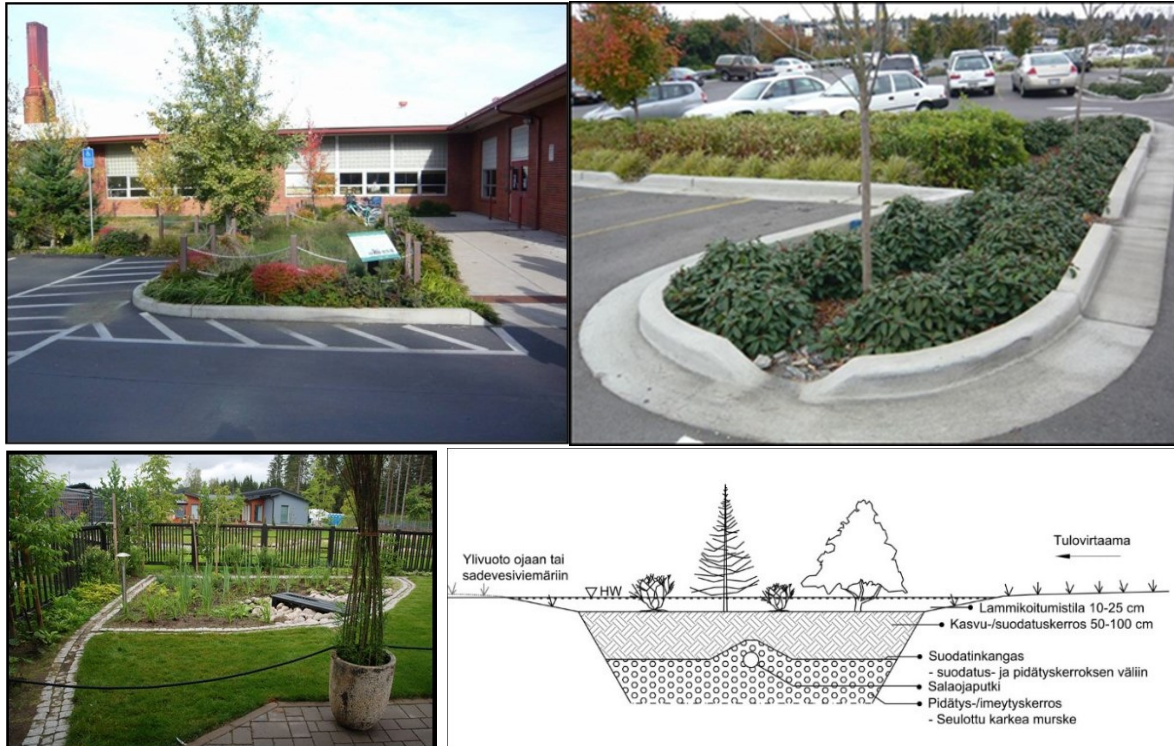 Ylivuoto ojaan tai
sadevesiviemäriin
HW
Tulovirtaama
Lammikoitumistila 10-25 cm
Kasvu-/suodatuskerros 50-100 cm
Suodatinkangas
- suodatus- ja pidätyskerroksen väliin
Salaojaputki
Pidätys-/imeytyskerros
- Seulottu karkea murske